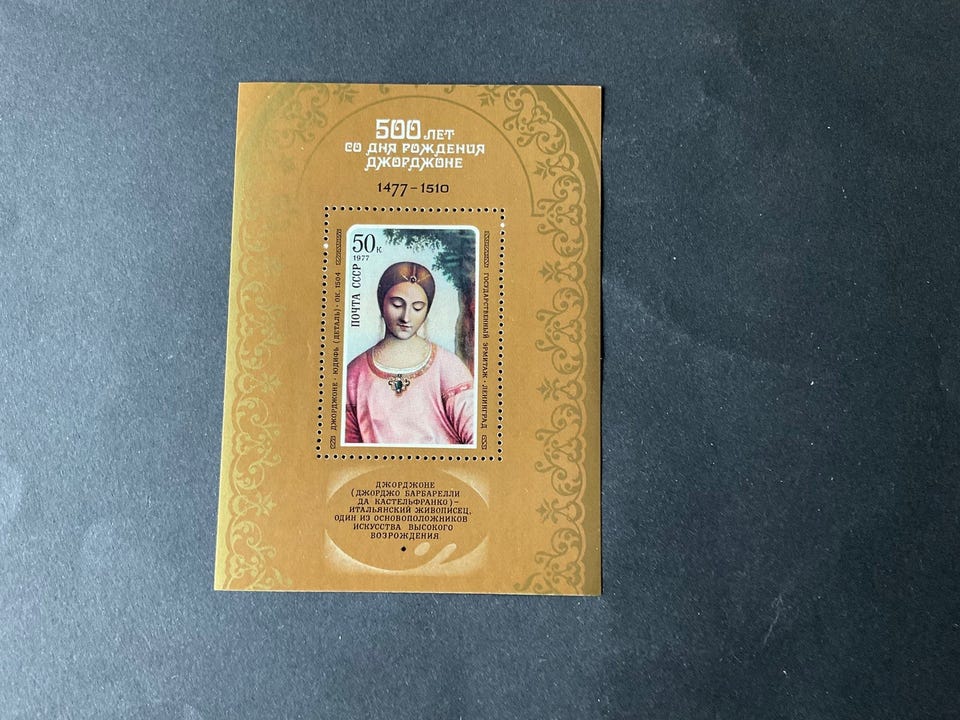 500 ЛЕТ
СО ДНЯ РОЖДЕНИЯ
ДЖОРДЖОНЕ
1477–1510
50к
1977
ПОЧТА СССР
ДЖОРДЖОНЕ · ЮДИФЬ (ДЕТАЛЬ) · ОК. 1504
ГОСУДАРСТВЕННЫЙ ЭРМИТАЖ · ЛЕНИНГРАД
ДЖОРДЖОНЕ
(ДЖОРДЖО БАРБАРЕЛЛИ
ДА КАСТЕЛЬФРАНКО)–
ИТАЛЬЯНСКИЙ ЖИВОПИСЕЦ,
ОДИН ИЗ ОСНОВОПОЛОЖНИКОВ
ИСКУССТВА ВЫСОКОГО
ВОЗРОЖДЕНИЯ